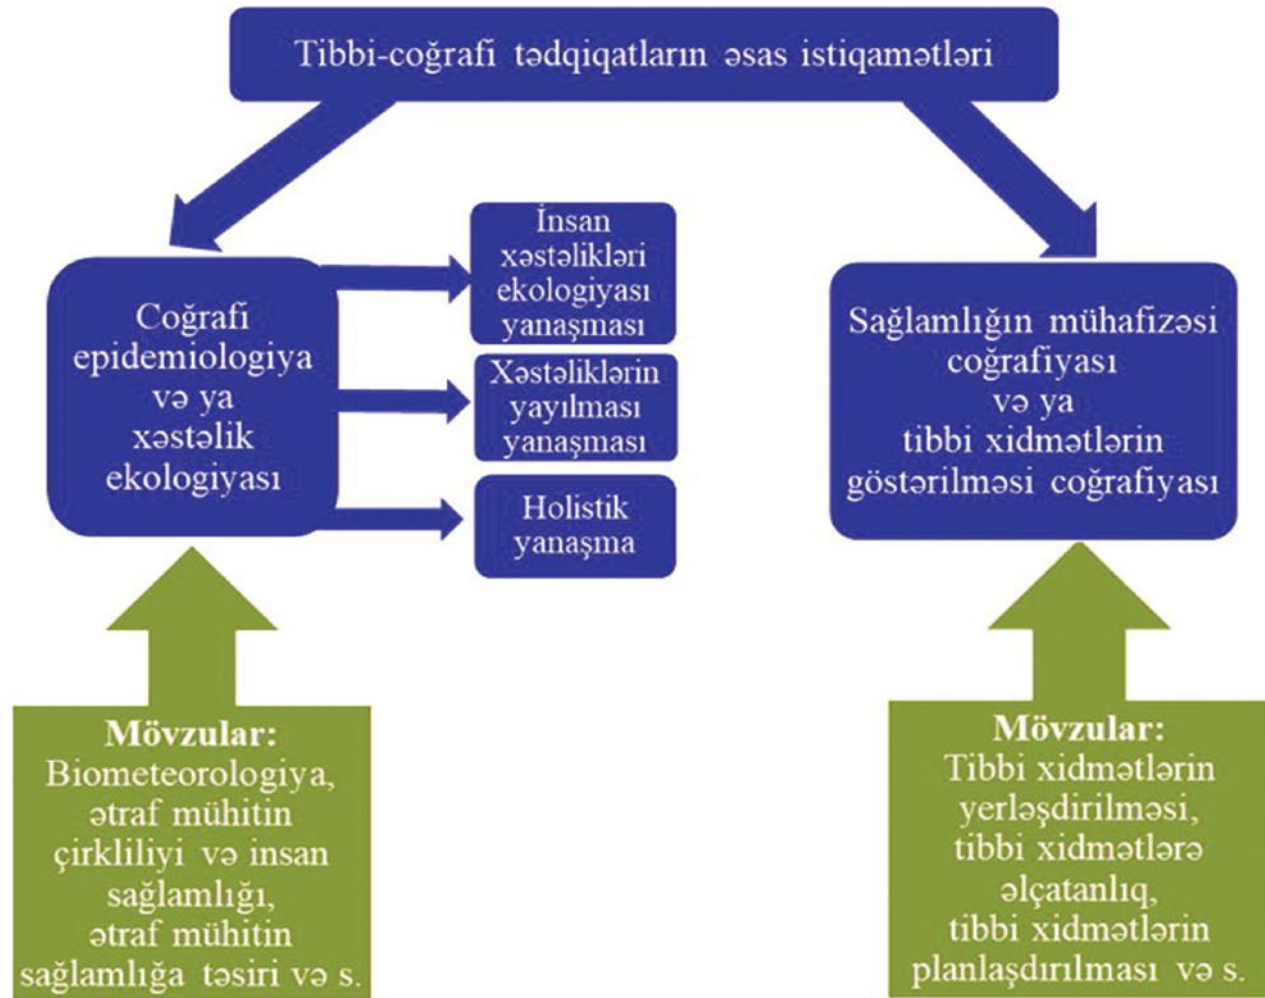 Tibbi-coğrafi tədqiqatların əsas istiqamətləri
Coğrafi
epidemiologiya
və ya
xəstəlik
ekologiyası
İnsan
xəstəlikləri
ekologiyası
yanaşması
Xəstəliklərin
yayılması
yanaşması
Holistik
yanaşma
Sağlamlığın mühafizəsi
coğrafiyası
və ya
tibbi xidmətlərin
göstərilməsi coğrafiyası
Mövzular:
Biometeorologiya,
ətraf mühitin
çirkliliyi və insan
sağlamlığı,
ətraf mühitin
sağlamlığa təsiri və s.
Mövzular:
Tibbi xidmətlərin
yerləşdirilməsi,
tibbi xidmətlərə
əlçatanlıq,
tibbi xidmətlərin
planlaşdırılması və s.